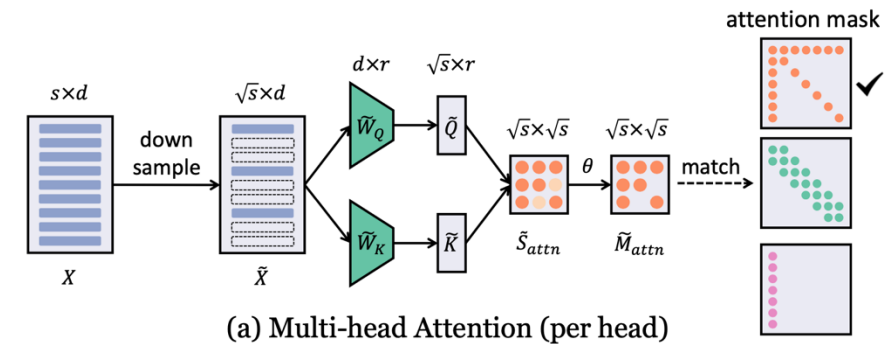 attention mask
s×d
√s×d
d×r
√s×r
W̃_Q
Q̃
down
sample
√s×√s
√s×√s
θ
match
W̃_K
K̃
S̃_attn
M̃_attn
X
X̃
(a) Multi-head Attention (per head)